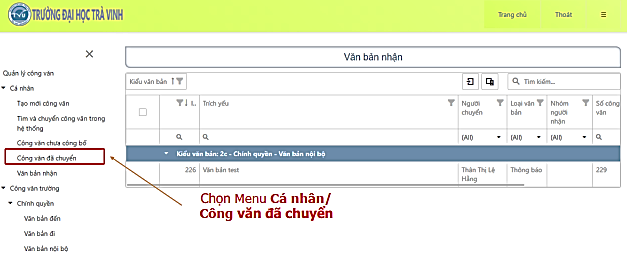 TRƯỜNG ĐẠI HỌC TRÀ VINH
TVU
Trang chủ
Thoát
Văn bản nhận
Quản lý công văn
Cá nhân
Tạo mới công văn
Tìm và chuyển công văn trong
hệ thống
Công văn chưa công bố
Công văn đã chuyển
Văn bản nhận
Công văn trường
Chính quyền
Văn bản đến
Văn bản đi
Văn bản nội bộ
Kiểu văn bản
Tìm kiếm...
I.. Trích yếu Người chuyển Loại văn bản Nhóm người nhận Số công văn
(All) (All) (All)
Kiểu văn bản: 2c - Chính quyền - Văn bản nội bộ
226 Văn bản test Thân Thị Lệ Hằng Thông báo 229
Chọn Menu Cá nhân/
Công văn đã chuyển